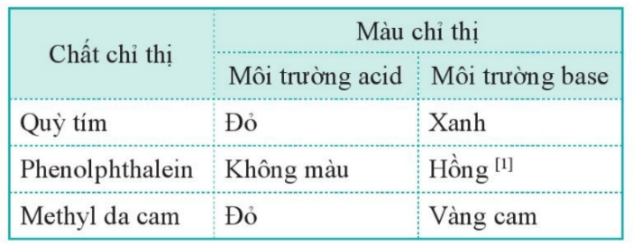 Chất chỉ thị
Màu chỉ thị
Môi trường acid Môi trường base
Quỳ tím Đỏ Xanh
Phenolphthalein Không màu Hồng [1]
Methyl da cam Đỏ Vàng cam